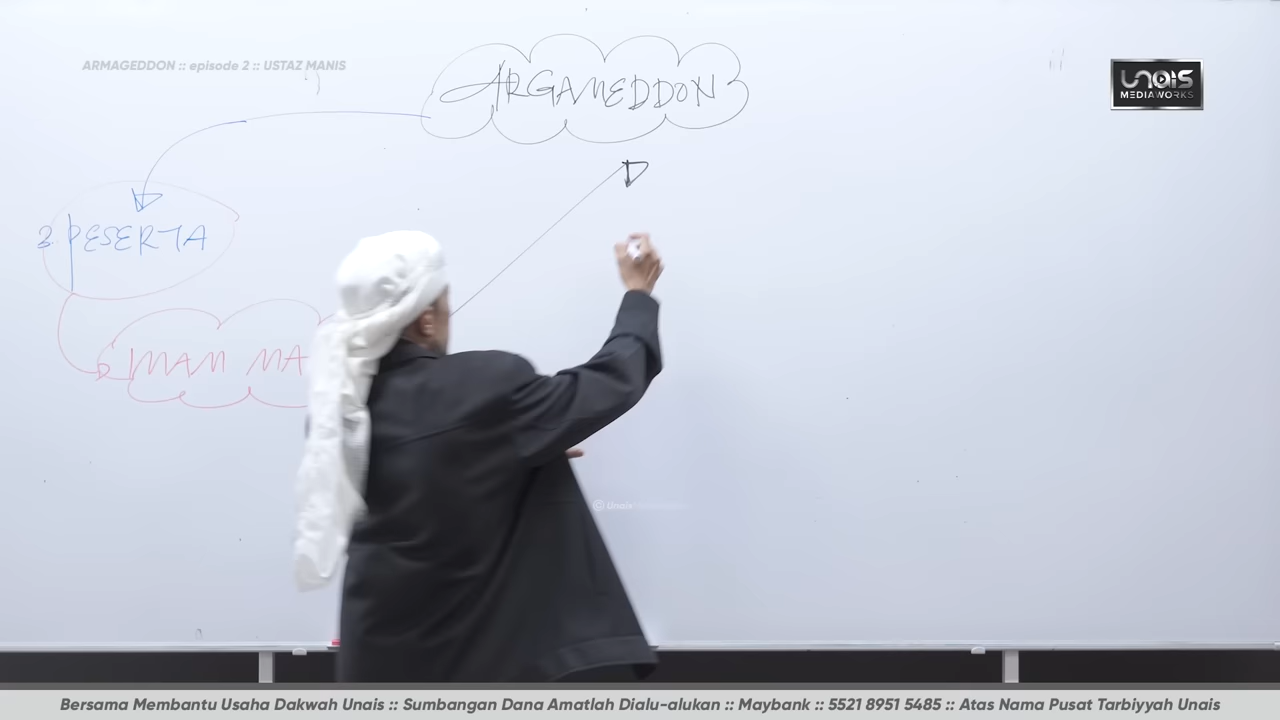 ARMAGEDDON :: episode 2 :: USTAZ MANIS
ARGAMEDDON
UNAIS
MEDIAWORKS
3 PESERTA
IMAM MA
Bersama Membantu Usaha Dakwah Unais :: Sumbangan Dana Amatlah Dialu-alukan :: Maybank :: 5521 8951 5485 :: Atas Nama Pusat Tarbiyyah Unais